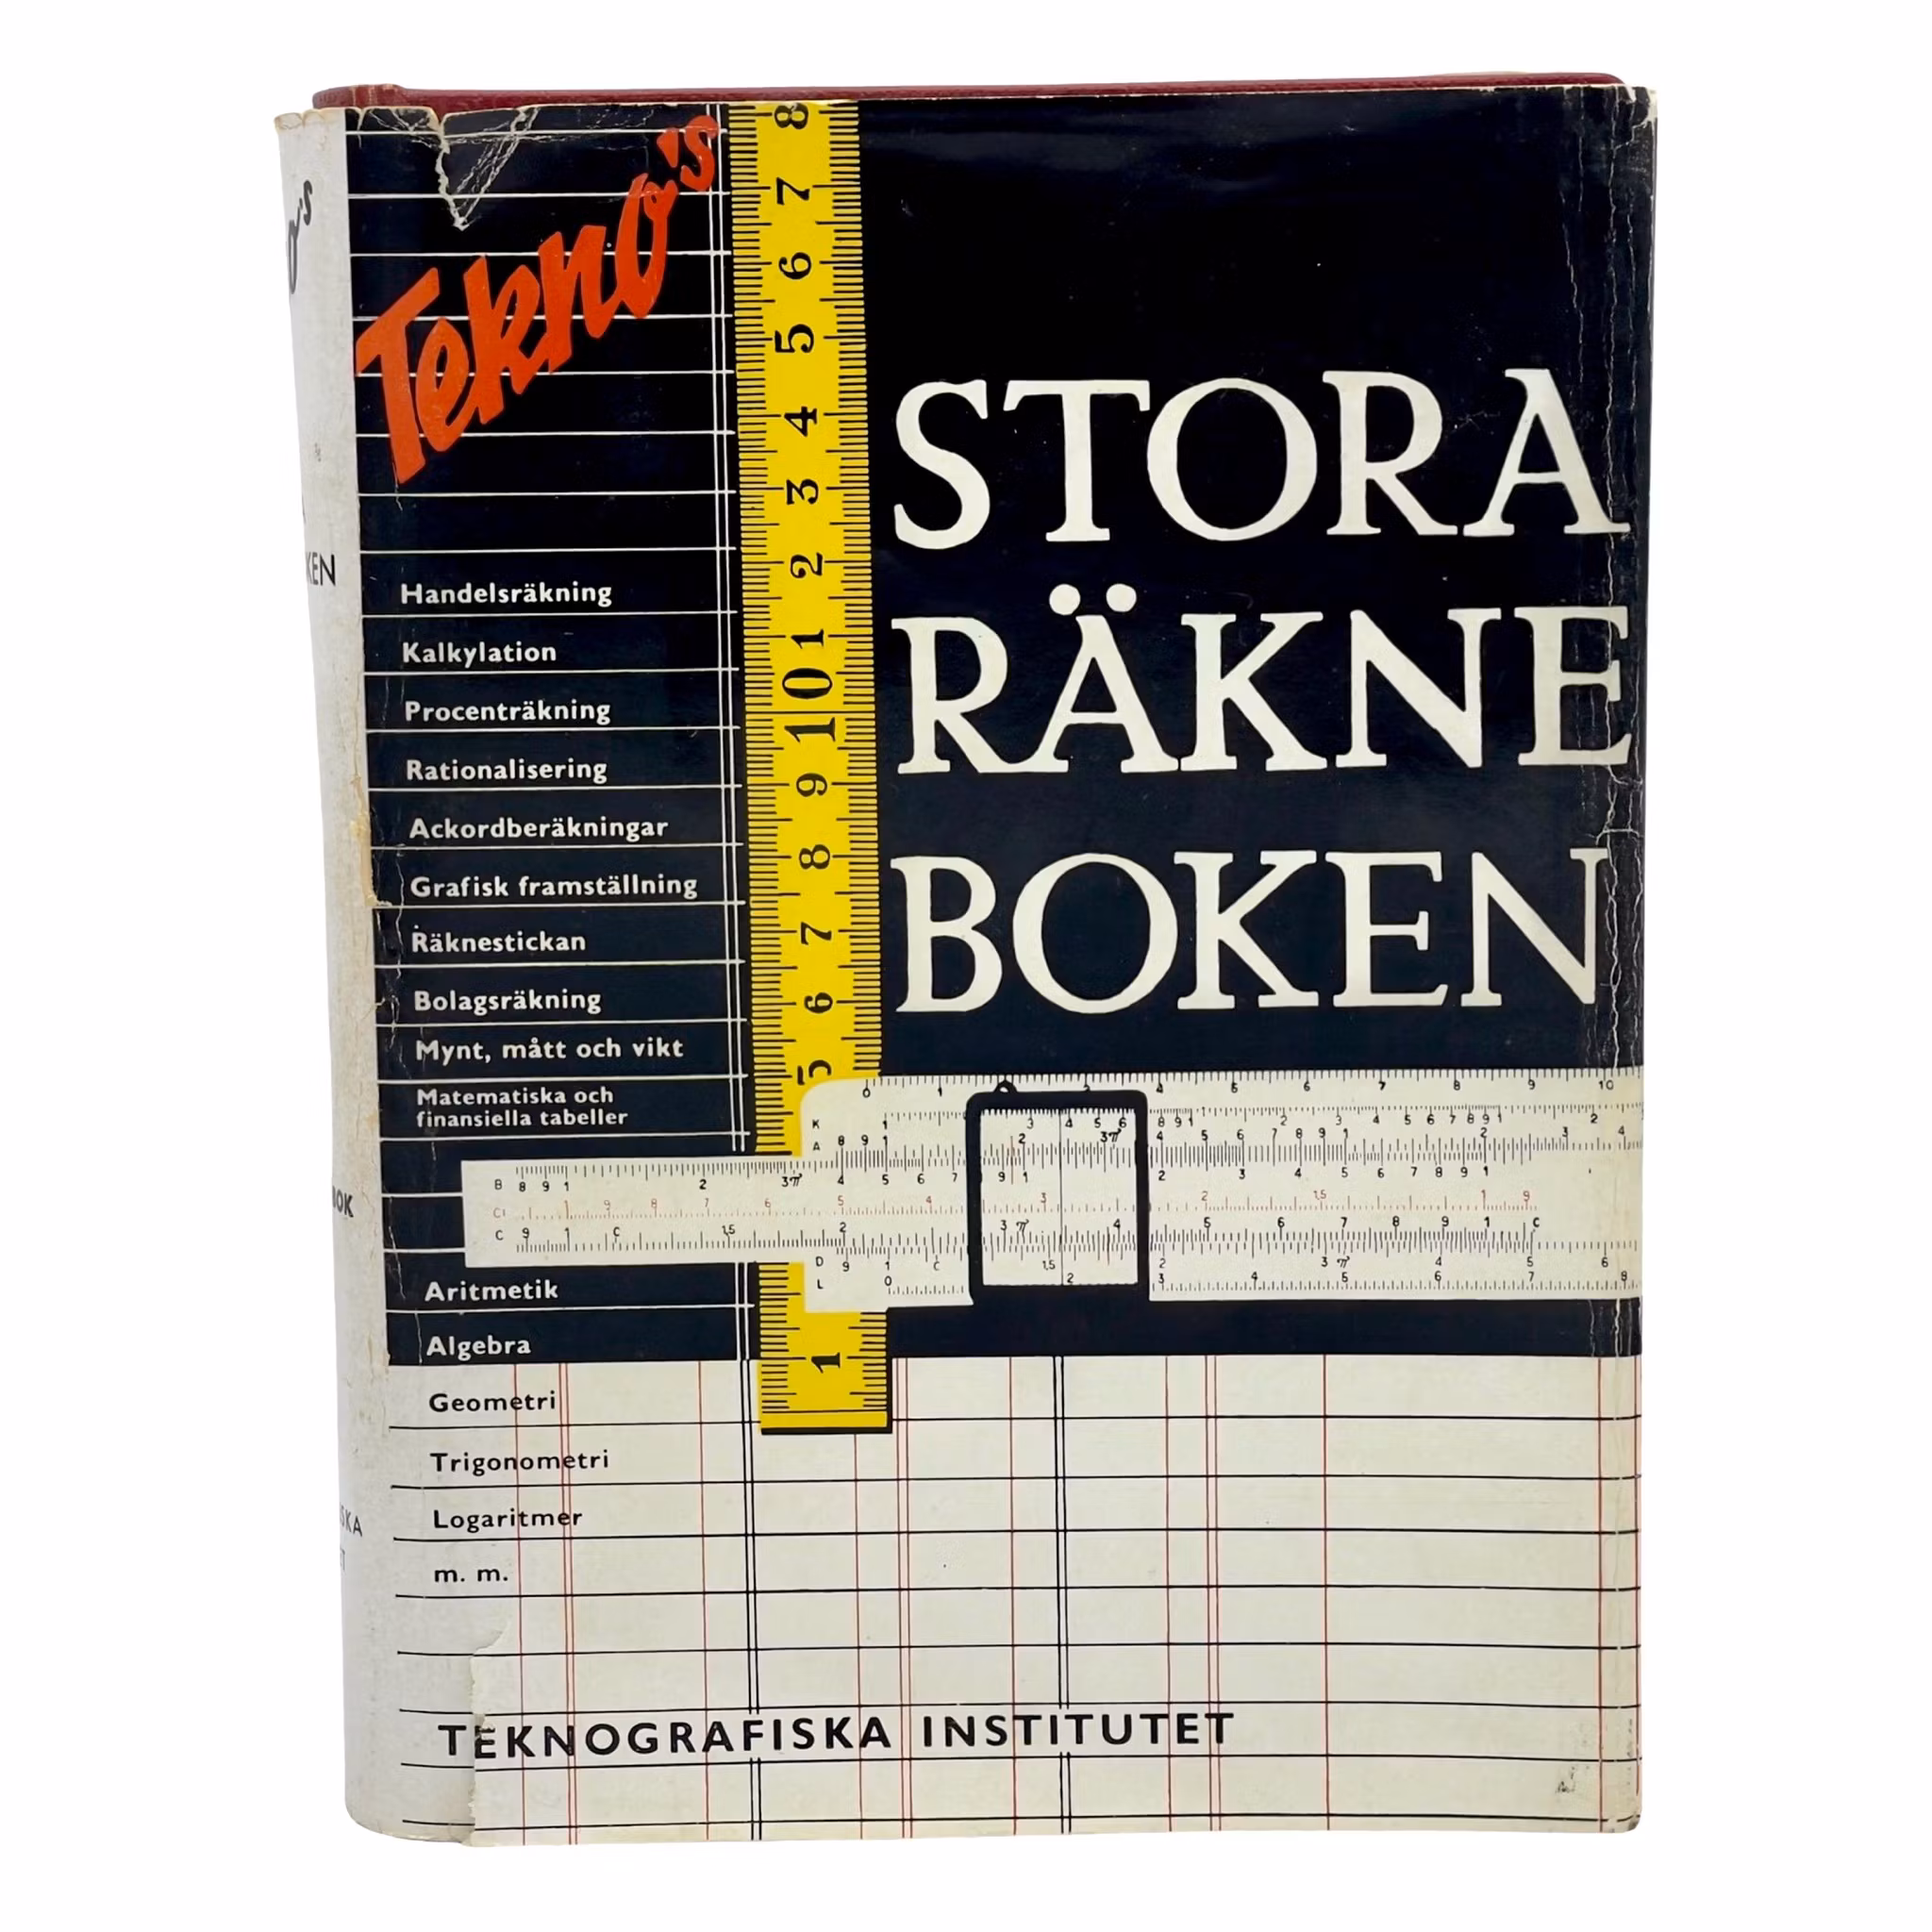 Tekno's
STORA
RÄKNE
BOKEN
Handelsräkning
Kalkylation
Procenträkning
Rationalisering
Ackordberäkningar
Grafisk framställning
Räknestickan
Bolagsräkning
Mynt, mått och vikt
Matematiska och
finansiella tabeller
Aritmetik
Algebra
Geometri
Trigonometri
Logaritmer
m. m.
TEKNOGRAFISKA INSTITUTET